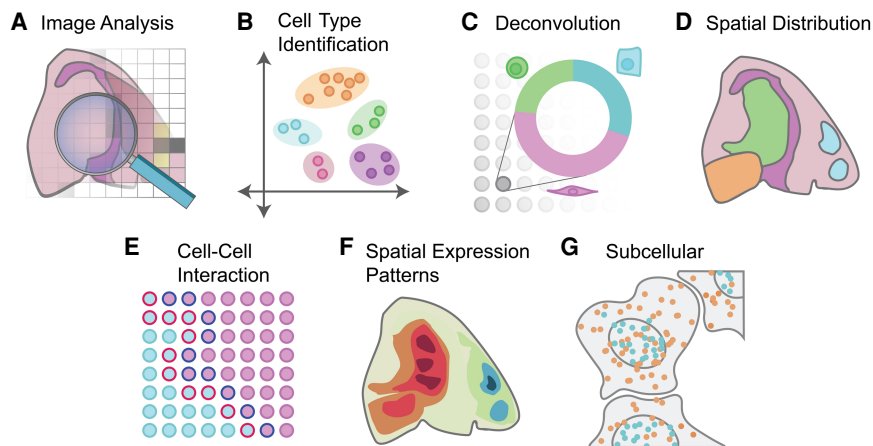 A Image Analysis
B Cell Type
Identification
C Deconvolution
D Spatial Distribution
E Cell-Cell
Interaction
F Spatial Expression
Patterns
G Subcellular